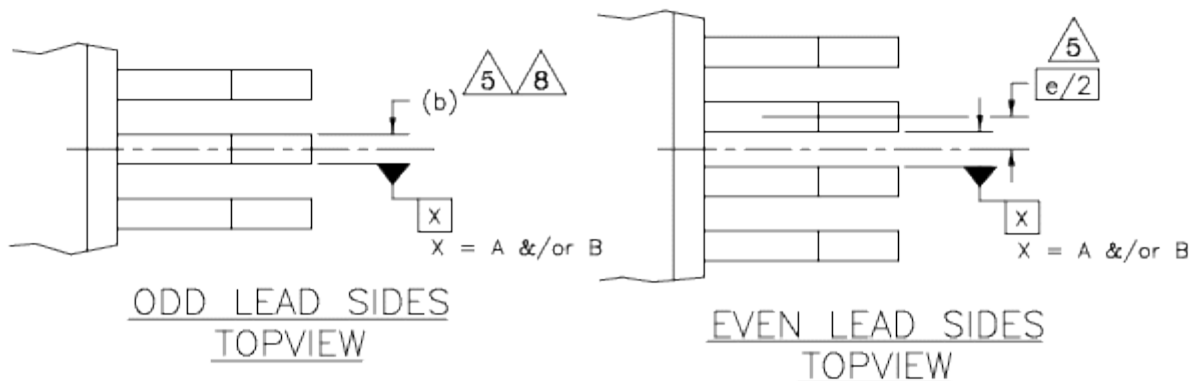 (b) 5 8
X
X = A &/or B
ODD LEAD SIDES
TOPVIEW
5
e/2
X
X = A &/or B
EVEN LEAD SIDES
TOPVIEW